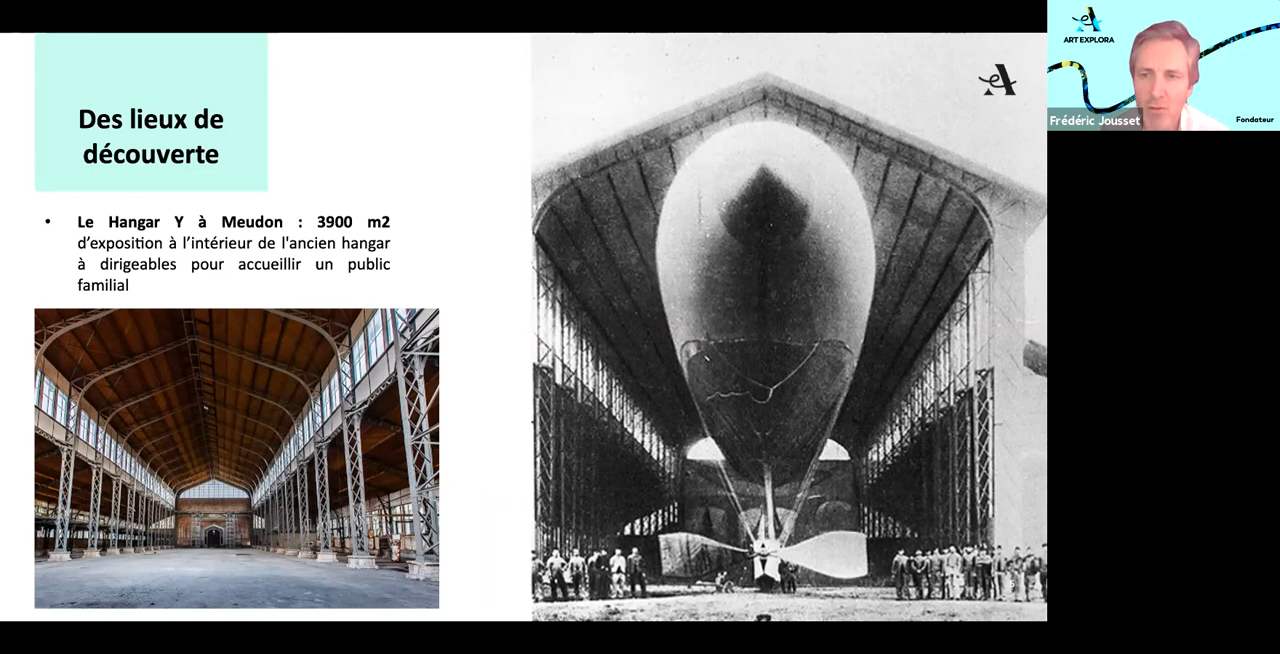 Des lieux de
découverte
• Le Hangar Y à Meudon : 3900 m2
d’exposition à l’intérieur de l'ancien hangar
à dirigeables pour accueillir un public
familial
5
ART EXPLORA
Frédéric Jousset
Fondateur